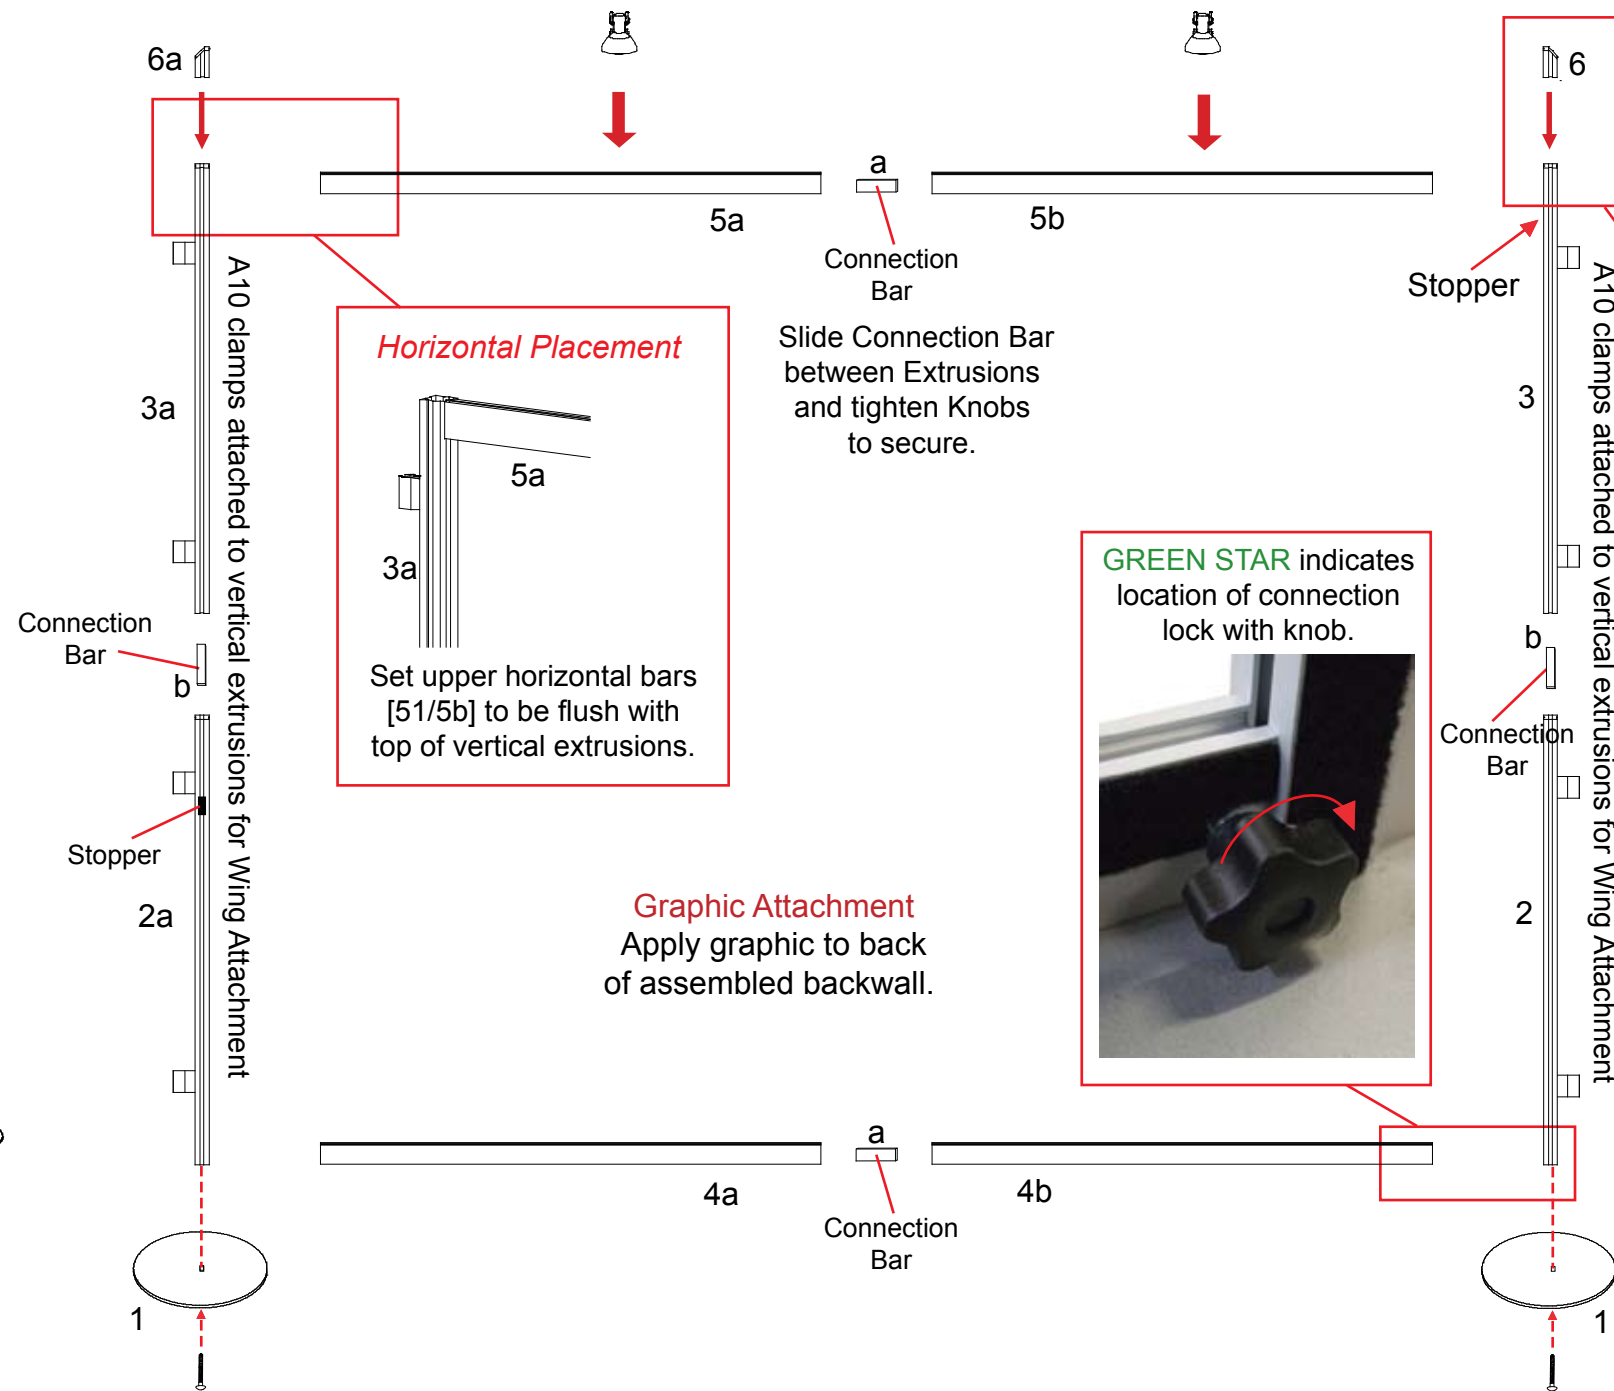 6a
6
a
5a
5b
Connection
Bar
Stopper
Slide Connection Bar
between Extrusions
and tighten Knobs
to secure.
A10 clamps attached to vertical extrusions for Wing Attachment
A10 clamps attached to vertical extrusions for Wing Attachment
Horizontal Placement
5a
3a
Set upper horizontal bars
[51/5b] to be flush with
top of vertical extrusions.
3a
3
Connection
Bar
b
GREEN STAR indicates
location of connection
lock with knob.
b
Connection
Bar
Stopper
2a
2
Graphic Attachment
Apply graphic to back
of assembled backwall.
a
4a
4b
Connection
Bar
1
1